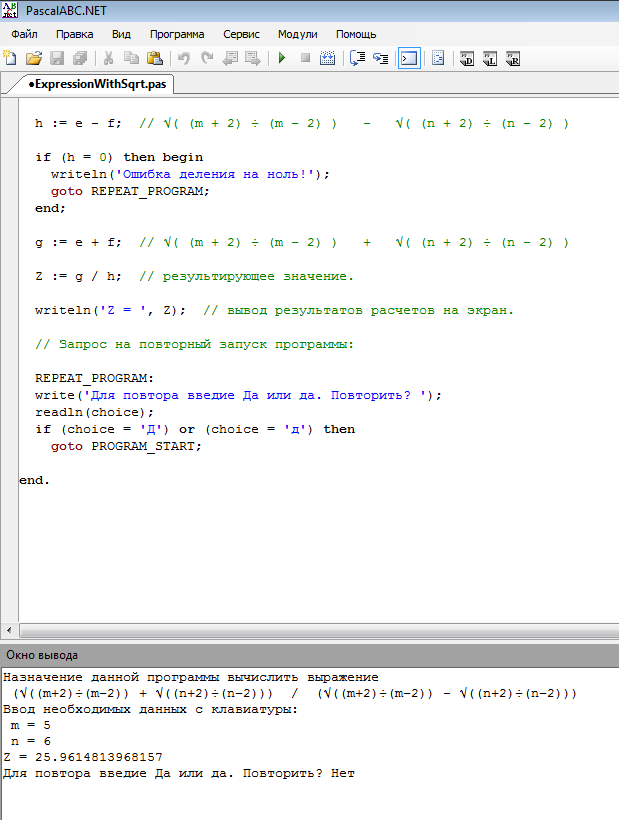 PascalABC.NET
Файл Правка Вид Программа Сервис Модули Помощь
•ExpressionWithSqrt.pas
h := e - f; // √( (m + 2) ÷ (m - 2) ) - √( (n + 2) ÷ (n - 2) )
if (h = 0) then begin
writeln('Ошибка деления на ноль!');
goto REPEAT_PROGRAM;
end;
g := e + f; // √( (m + 2) ÷ (m - 2) ) + √( (n + 2) ÷ (n - 2) )
Z := g / h; // результирующее значение.
writeln('Z = ', Z); // вывод результатов расчетов на экран.
// Запрос на повторный запуск программы:
REPEAT_PROGRAM:
write('Для повтора введие Да или да. Повторить? ');
readln(choice);
if (choice = 'Д') or (choice = 'д') then
goto PROGRAM_START;
end.
Окно вывода
Назначение данной программы вычислить выражение
(√((m+2)÷(m-2)) + √((n+2)÷(n-2))) / (√((m+2)÷(m-2)) - √((n+2)÷(n-2)))
Ввод необходимых данных с клавиатуры:
m = 5
n = 6
Z = 25.9614813968157
Для повтора введие Да или да. Повторить? Нет